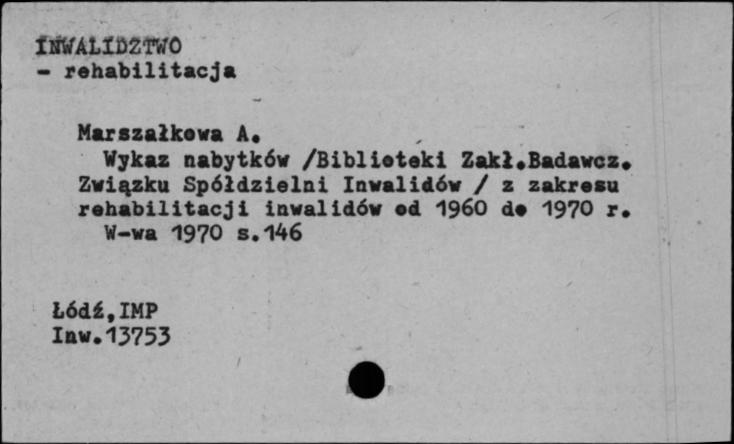 INWALIDZTWO
- rehabilitacja
Marszałkowa A.
Wykaz nabytków /Biblioteki Zakł.Badawcz.
Związku Spółdzielni Inwalidów / z zakresu
rehabilitacji inwalidów od 1960 do 1970 r.
W-wa 1970 s.146
Łódź,IMP
Inw.13753